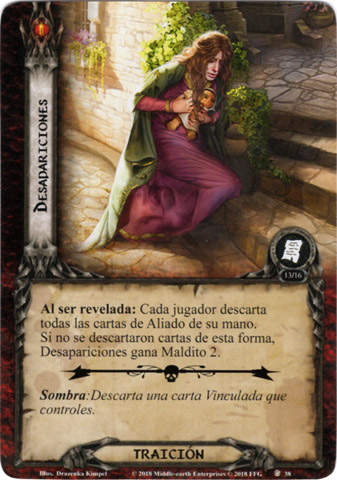 DESAPARICIONES
13/16
Al ser revelada: Cada jugador descarta
todas las cartas de Aliado de su mano.
Si no se descartaron cartas de esta forma,
Desapariciones gana Maldito 2.
Sombra:Descarta una carta Vinculada que
controles.
TRAICIÓN
Illus. Drazenka Kimpel © 2018 Middle-earth Enterprises © 2018 FFG 38